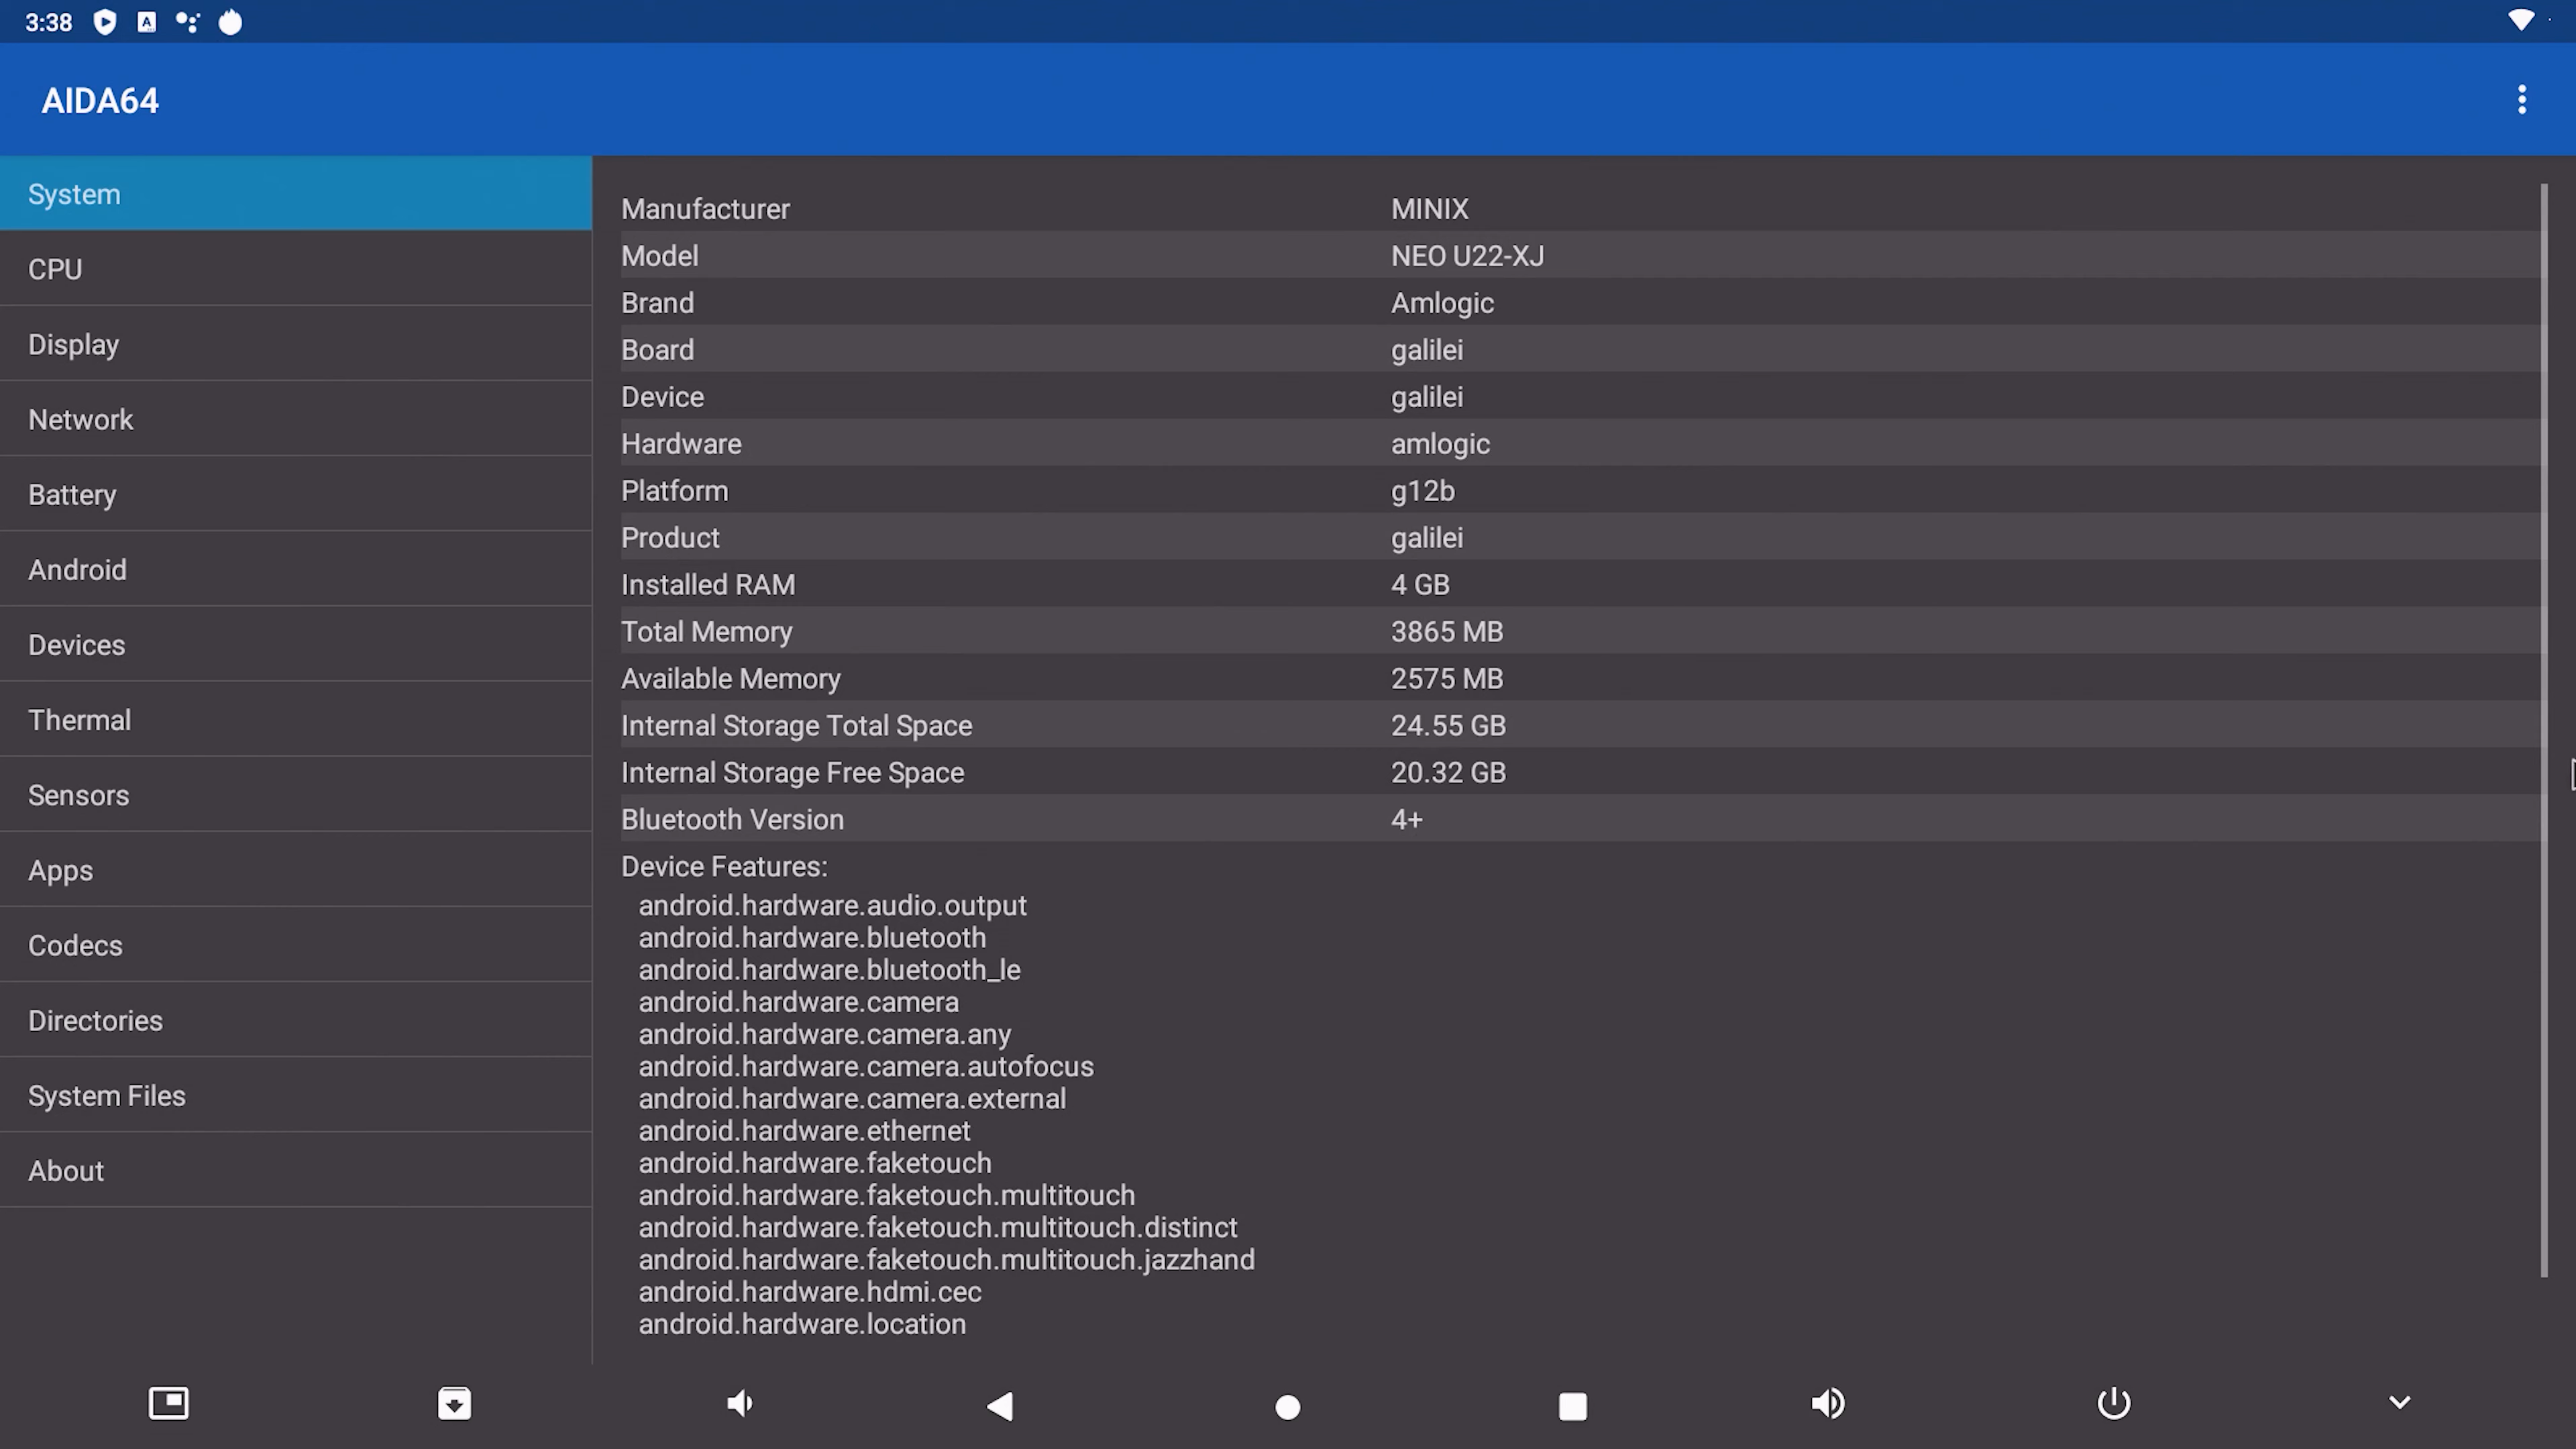 3:38
AIDA64
System
CPU
Display
Network
Battery
Android
Devices
Thermal
Sensors
Apps
Codecs
Directories
System Files
About
Manufacturer MINIX
Model NEO U22-XJ
Brand Amlogic
Board galilei
Device galilei
Hardware amlogic
Platform g12b
Product galilei
Installed RAM 4 GB
Total Memory 3865 MB
Available Memory 2575 MB
Internal Storage Total Space 24.55 GB
Internal Storage Free Space 20.32 GB
Bluetooth Version 4+
Device Features:
android.hardware.audio.output
android.hardware.bluetooth
android.hardware.bluetooth_le
android.hardware.camera
android.hardware.camera.any
android.hardware.camera.autofocus
android.hardware.camera.external
android.hardware.ethernet
android.hardware.faketouch
android.hardware.faketouch.multitouch
android.hardware.faketouch.multitouch.distinct
android.hardware.faketouch.multitouch.jazzhand
android.hardware.hdmi.cec
android.hardware.location